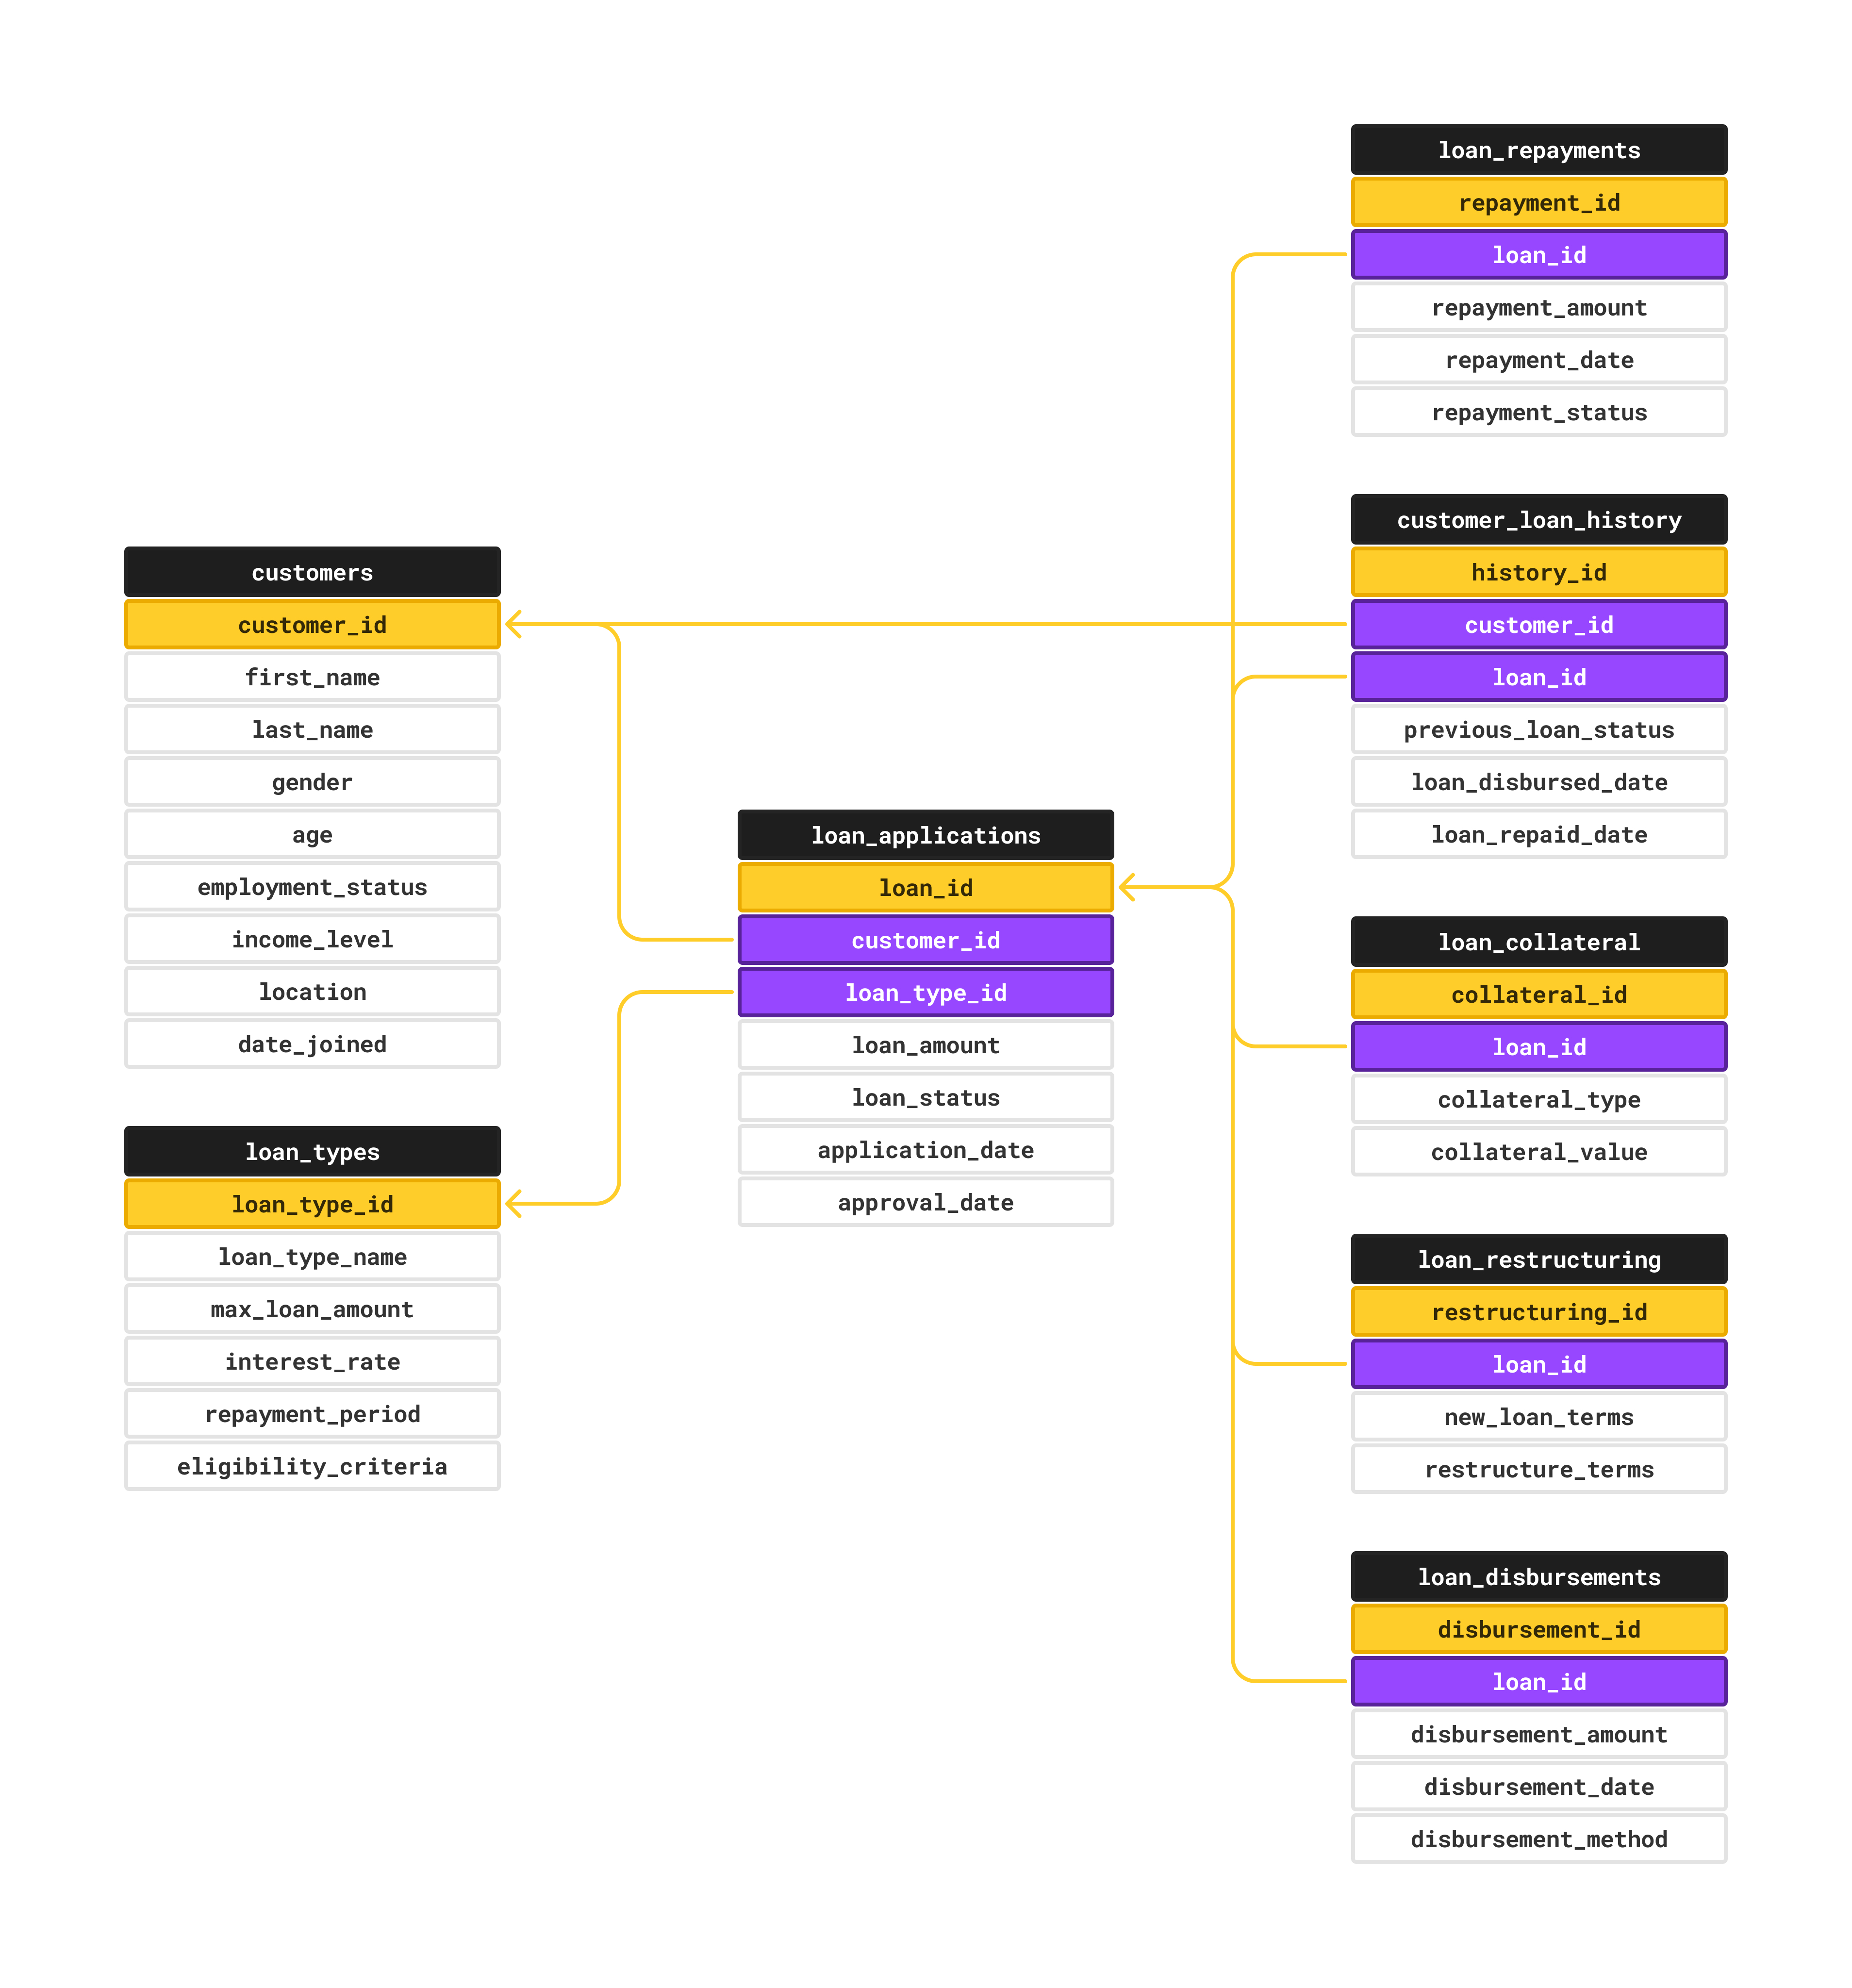 customers
customer_id
first_name
last_name
gender
age
employment_status
income_level
location
date_joined
loan_types
loan_type_id
loan_type_name
max_loan_amount
interest_rate
repayment_period
eligibility_criteria
loan_applications
loan_id
customer_id
loan_type_id
loan_amount
loan_status
application_date
approval_date
loan_repayments
repayment_id
loan_id
repayment_amount
repayment_date
repayment_status
customer_loan_history
history_id
customer_id
loan_id
previous_loan_status
loan_disbursed_date
loan_repaid_date
loan_collateral
collateral_id
loan_id
collateral_type
collateral_value
loan_restructuring
restructuring_id
loan_id
new_loan_terms
restructure_terms
loan_disbursements
disbursement_id
loan_id
disbursement_amount
disbursement_date
disbursement_method